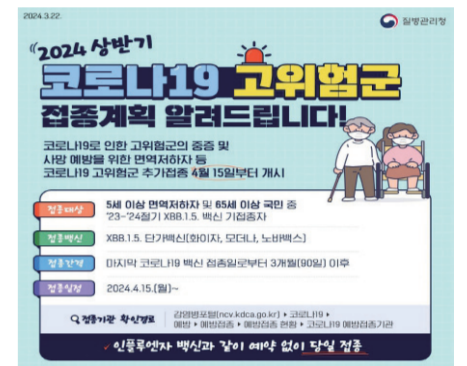 2024.3.22.
질병관리청
"2024 상반기
코로나19 고위험군
접종계획 알려드립니다!
코로나19로 인한 고위험군의 중증 및
사망 예방을 위한 면역저하자 등
코로나19 고위험군 추가접종 4월 15일부터 개시
접종대상
5세 이상 면역저하자 및 65세 이상 국민 중
'23-'24절기 XBB.1.5. 백신 기접종자
접종백신
XBB.1.5. 단가백신(화이자, 모더나, 노바백스)
접종간격
마지막 코로나19 백신 접종일로부터 3개월(90일) 이후
접종일정
2024.4.15.(월)~
접종기관 확인경로
감염병포털(ncv.kdca.go.kr) ▸ 코로나19 ▸
예방 ▸ 예방접종 ▸ 예방접종 현황 ▸ 코로나19 예방접종기관
✓ 인플루엔자 백신과 같이 예약 없이 당일 접종